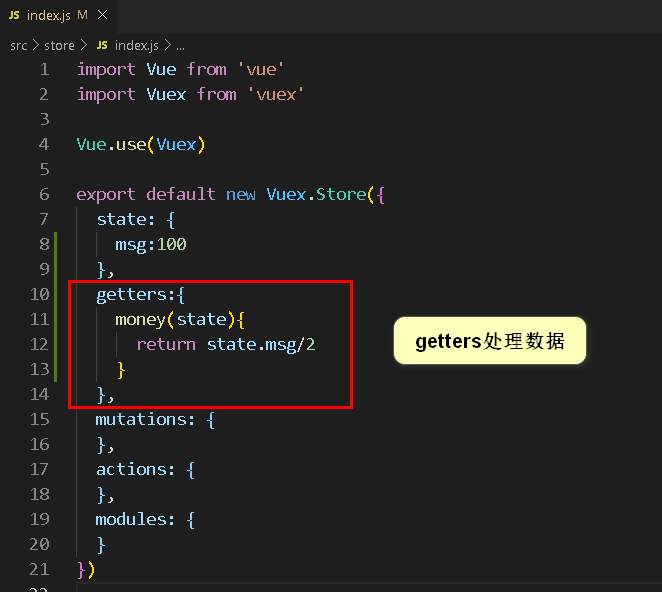 JS index.js M ×
src > store > JS index.js > ...
1 import Vue from 'vue'
2 import Vuex from 'vuex'
3
4 Vue.use(Vuex)
5
6 export default new Vuex.Store({
7 state: {
8 msg:100
9 },
10 getters:{
11 money(state){
12 return state.msg/2
13 }
14 },
15 mutations: {
16 },
17 actions: {
18 },
19 modules: {
20 }
21 })
22
getters处理数据